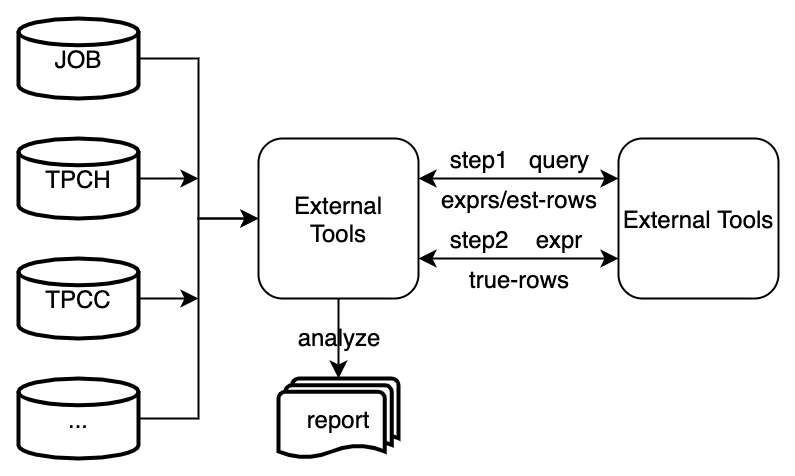 JOB
TPCH
TPCC
...
External
Tools
step1 query
exprs/est-rows
step2 expr
true-rows
External Tools
analyze
report